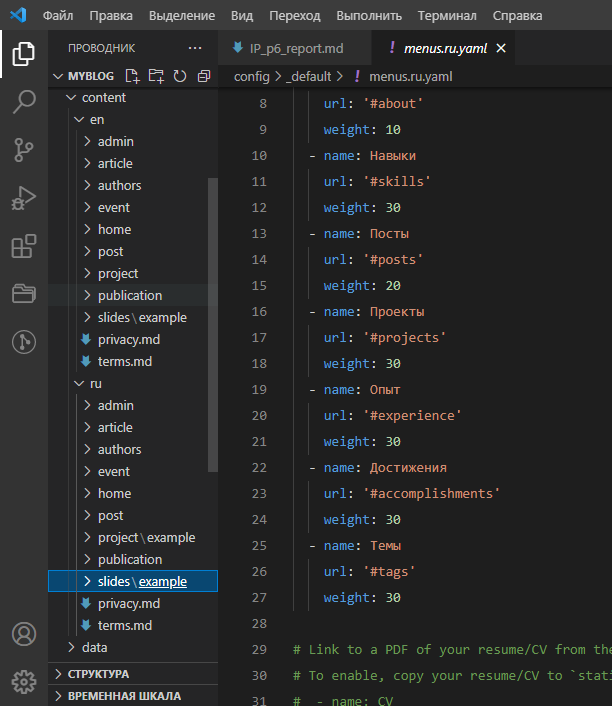 Файл Правка Выделение Вид Переход Выполнить Терминал Справка
ПРОВОДНИК
IP_p6_report.md
menus.ru.yaml
MYBLOG
config > _default > ! menus.ru.yaml
content
en
admin
article
authors
event
home
post
project
publication
slides\example
privacy.md
terms.md
ru
admin
article
authors
event
home
post
project\example
publication
slides\example
privacy.md
terms.md
data
СТРУКТУРА
ВРЕМЕННАЯ ШКАЛА
8 url: '#about'
9 weight: 10
10 - name: Навыки
11 url: '#skills'
12 weight: 30
13 - name: Посты
14 url: '#posts'
15 weight: 20
16 - name: Проекты
17 url: '#projects'
18 weight: 30
19 - name: Опыт
20 url: '#experience'
21 weight: 30
22 - name: Достижения
23 url: '#accomplishments'
24 weight: 30
25 - name: Темы
26 url: '#tags'
27 weight: 30
28
29 # Link to a PDF of your resume/CV from the
30 # To enable, copy your resume/CV to `stati
31 # - name: CV